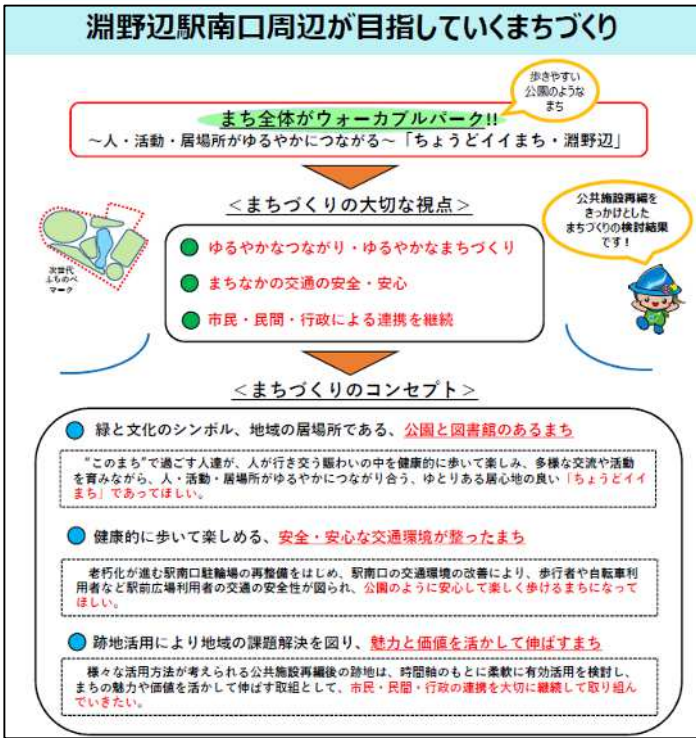 淵野辺駅南口周辺が目指していくまちづくり
歩きやすい
公園のような
まち
まち全体がウォーカブルパーク!!
～人・活動・居場所がゆるやかにつながる～「ちょうどイイまち・淵野辺」
＜まちづくりの大切な視点＞
公共施設再編を
きっかけとした
まちづくりの検討結果
です！
次世代
ふちのべ
マーク
ゆるやかなつながり・ゆるやかなまちづくり
まちなかの交通の安全・安心
市民・民間・行政による連携を継続
＜まちづくりのコンセプト＞
緑と文化のシンボル、地域の居場所である、公園と図書館のあるまち
“このまち”で過ごす人達が、人が行き交う賑わいの中を健康的に歩いて楽しみ、多様な交流や活動
を育みながら、人・活動・居場所がゆるやかにつながり合う、ゆとりある居心地の良い「ちょうどイイ
まち」であってほしい。
健康的に歩いて楽しめる、安全・安心な交通環境が整ったまち
老朽化が進む駅南口駐輪場の再整備をはじめ、駅南口の交通環境の改善により、歩行者や自転車利
用者など駅前広場利用者の交通の安全性が図られ、公園のように安心して楽しく歩けるまちになって
ほしい。
跡地活用により地域の課題解決を図り、魅力と価値を活かして伸ばすまち
様々な活用方法が考えられる公共施設再編後の跡地は、時間軸のもとに柔軟に有効活用を検討し、
まちの魅力や価値を活かして伸ばす取組として、市民・民間・行政の連携を大切に継続して取り組ん
でいきたい。